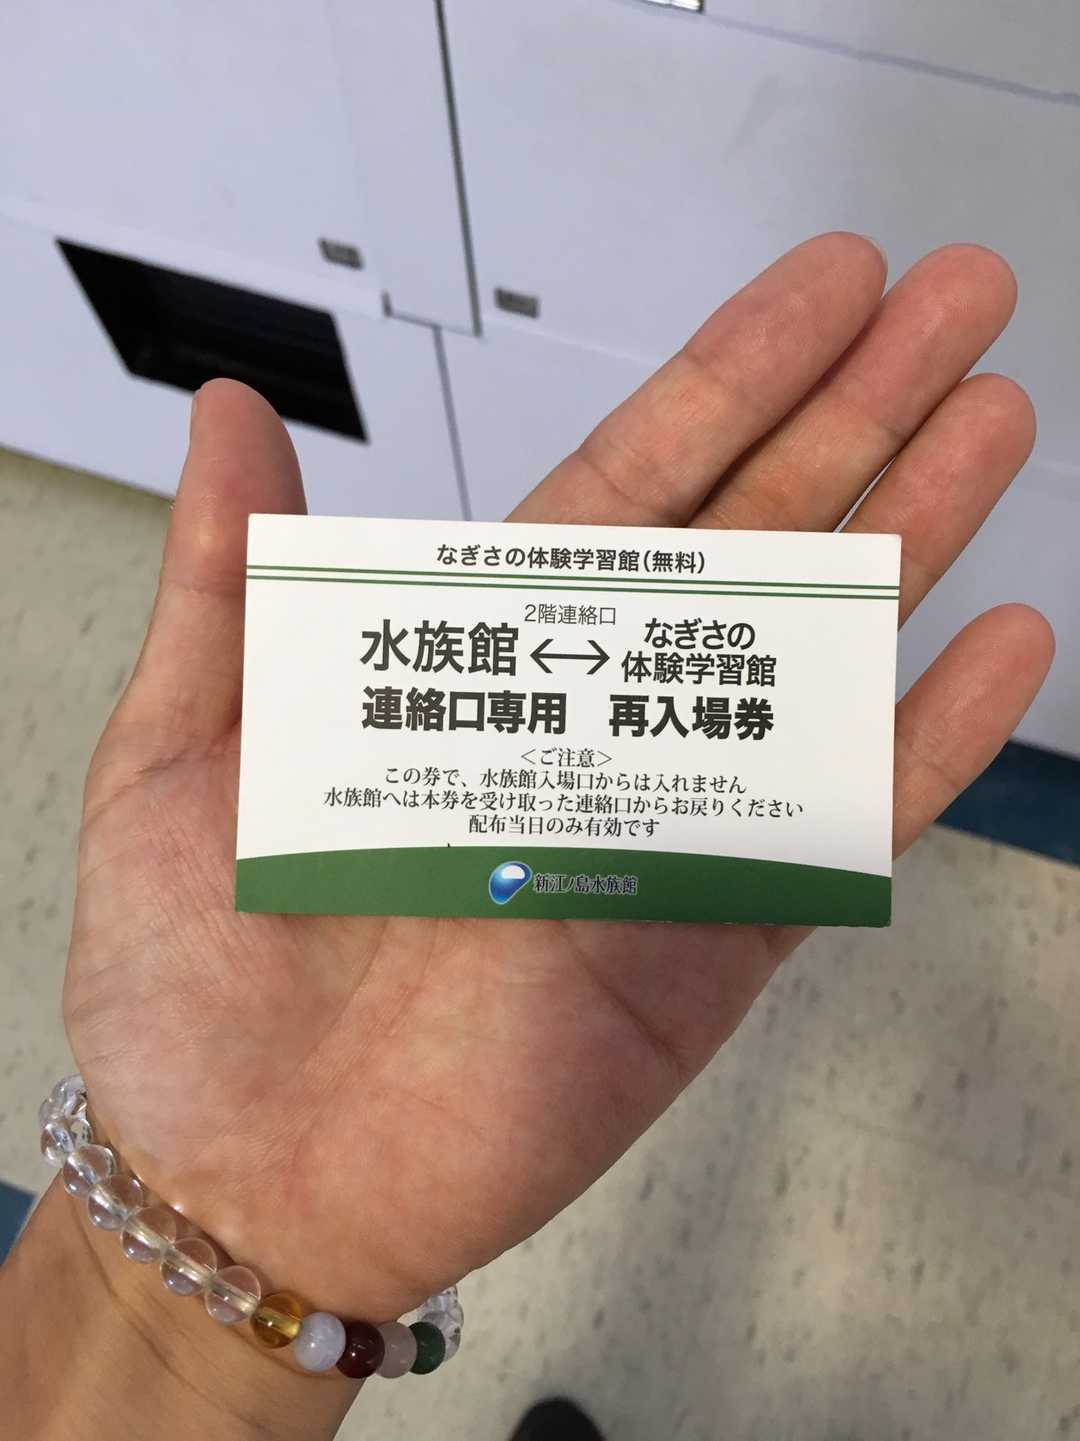 なぎさの体験学習館(無料)
2階連絡口
水族館↔なぎさの
体験学習館
連絡口専用 再入場券
<ご注意>
この券で、水族館入場口からは入れません
水族館へは本券を受け取った連絡口からお戻りください
配布当日のみ有効です
新江ノ島水族館